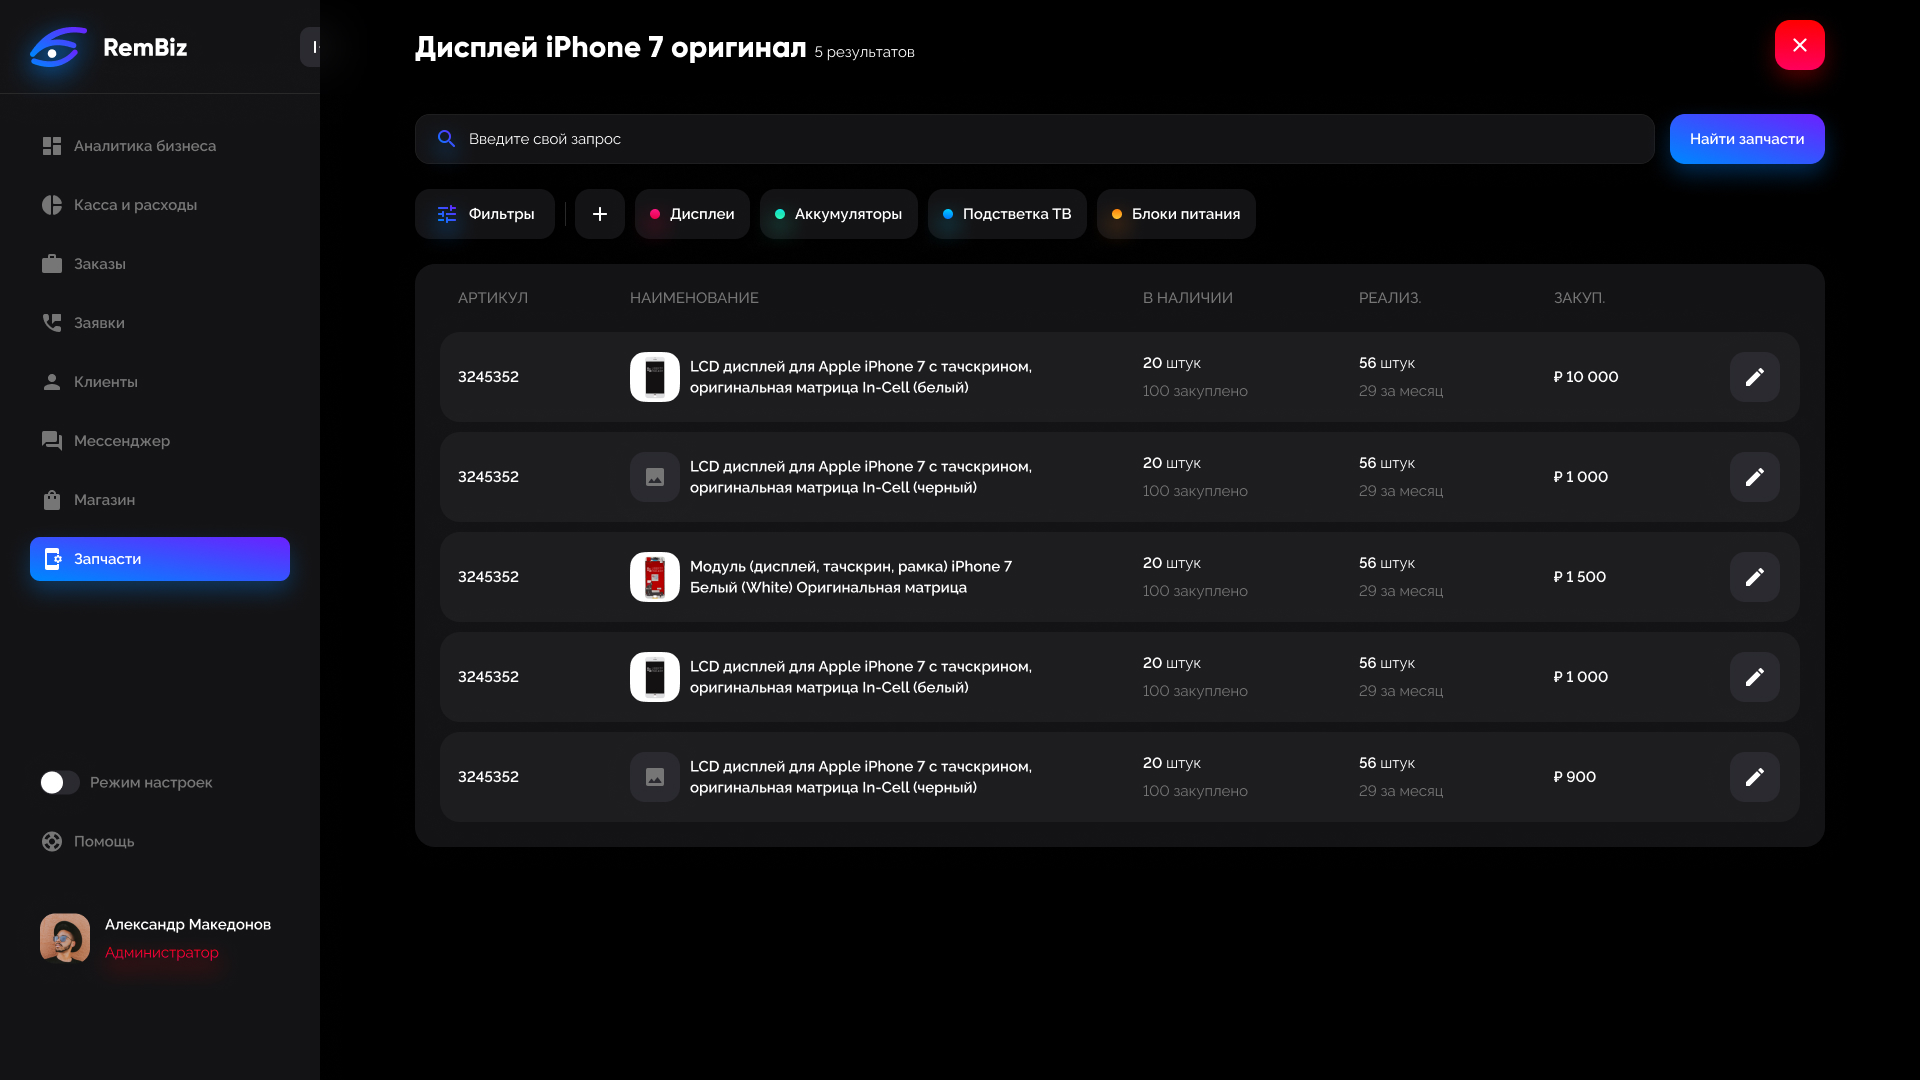 RemBiz
Аналитика бизнеса
Касса и расходы
Заказы
Заявки
Клиенты
Мессенджер
Магазин
Запчасти
Режим настроек
Помощь
Александр Македонов
Администратор
Дисплей iPhone 7 оригинал 5 результатов
Введите свой запрос
Найти запчасти
Фильтры
Дисплеи
Аккумуляторы
Подстветка ТВ
Блоки питания
АРТИКУЛ НАИМЕНОВАНИЕ В НАЛИЧИИ РЕАЛИЗ. ЗАКУП.
3245352
LCD дисплей для Apple iPhone 7 с тачскрином,
оригинальная матрица In-Cell (белый)
20 штук
100 закуплено
56 штук
29 за месяц
₽ 10 000
3245352
LCD дисплей для Apple iPhone 7 с тачскрином,
оригинальная матрица In-Cell (черный)
20 штук
100 закуплено
56 штук
29 за месяц
₽ 1 000
3245352
Модуль (дисплей, тачскрин, рамка) iPhone 7
Белый (White) Оригинальная матрица
20 штук
100 закуплено
56 штук
29 за месяц
₽ 1 500
3245352
LCD дисплей для Apple iPhone 7 с тачскрином,
оригинальная матрица In-Cell (белый)
20 штук
100 закуплено
56 штук
29 за месяц
₽ 1 000
3245352
LCD дисплей для Apple iPhone 7 с тачскрином,
оригинальная матрица In-Cell (черный)
20 штук
100 закуплено
56 штук
29 за месяц
₽ 900